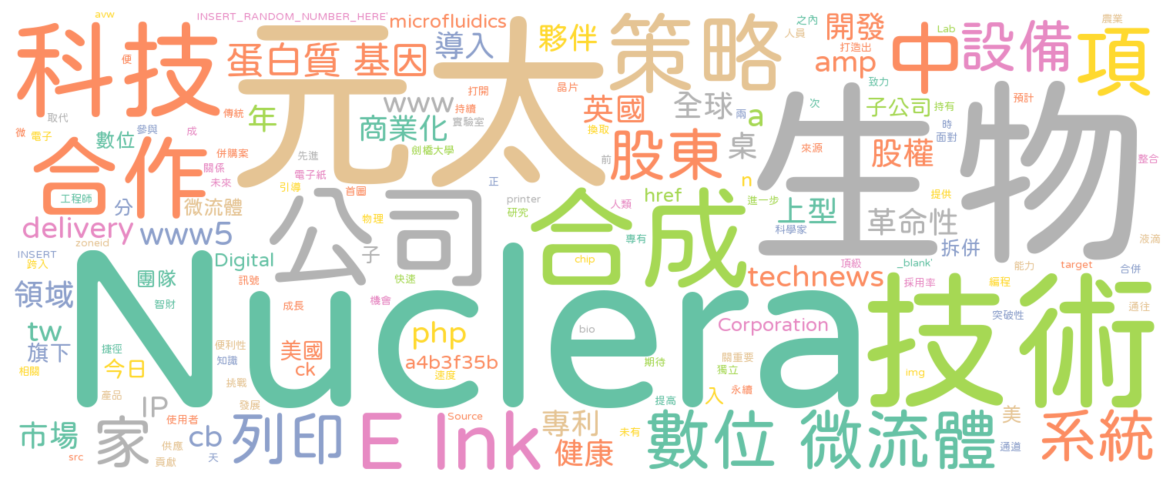 avw
INSERT_RANDOM_NUMBER_HERE
microfluidics
之內
農業
科技
元太
策略
夥伴
開發
人員
打造出
Lab
中
設備
項
便
蛋白質 基因
導入
amp
致力
傳統
打開
晶片
www
持續
英國
全球
a
兩
子公司
持有
預計
取代
微
電子
數位
參與
成
年
商業化
實驗室
劍橋大學
換取
次
時
面對
生物
合作
併購案
關係
未來
先進
電子紙
前
股東
桌
來源
股權
整合
工程師
引導
首圖
正
printer
研究
href
人類
n
進一步
上型
科學家
提供
革命性
delivery
分
微流體
物理
公司
子
合成
專有
拆併
液滴
www5
zoneid
INSERT
跨入
Digital
團隊
訊號
快速
chip
頂級
_blank'
target
合併
technews
採用率
能力
編程
領域
智財
成長
機會
Nuclera
技術
通往
突破性
tw
旗下
捷徑
便利性
知識
美國
php
bio
Corporation
相關
今日
ck
a4b3f35b
速度
期待
關重要
獨立
img
產品
挑戰
發展
提高
入
永續
IP
使用者
Source
未有
專利
美
市場
家
供應
cb
列印
E Ink
健康
數位 微流體
通道
系統
src
貢獻
天